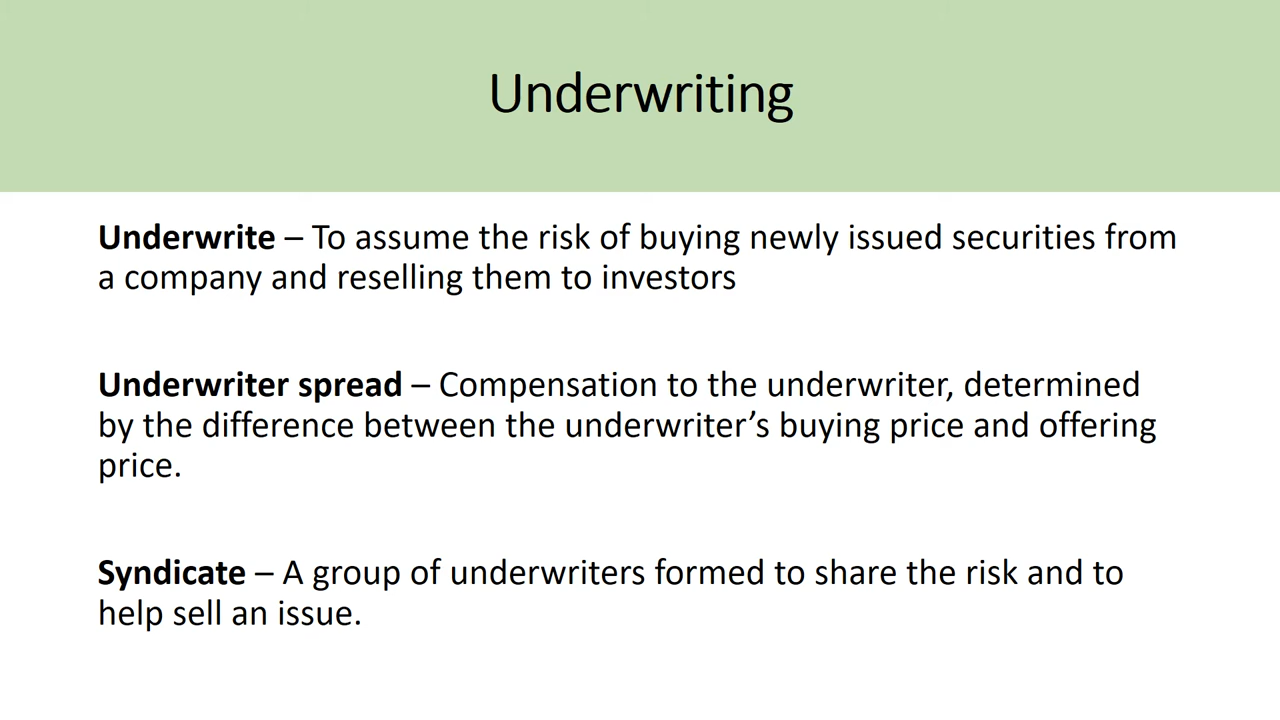 Underwriting
Underwrite – To assume the risk of buying newly issued securities from
a company and reselling them to investors
Underwriter spread – Compensation to the underwriter, determined
by the difference between the underwriter’s buying price and offering
price.
Syndicate – A group of underwriters formed to share the risk and to
help sell an issue.